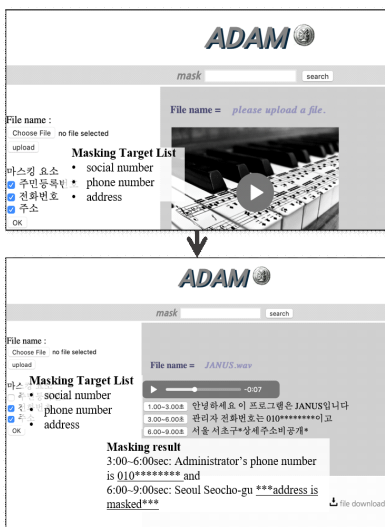 ADAM
mask search
File name = please upload a file.
File name :
Choose File no file selected
upload
Masking Target List
마스킹 요소
• social number
주민등록번
• phone number
전화번호
• address
주소
OK
ADAM
mask search
File name :
Choose File no file selected
upload
File name = JANUS.wav
Masking Target List
-0:07
• social number
• phone number
• address
OK
1.00~3.00초 안녕하세요 이 프로그램은 JANUS입니다
3.00~6.00초 관리자 전화번호는 010********이고
6.00~9.00초 서울 서초구*상세주소비공개*
Masking result
3:00~6:00sec: Administrator's phone number
is 010******** and
6:00~9:00sec: Seoul Seocho-gu ***address is
masked***
file download